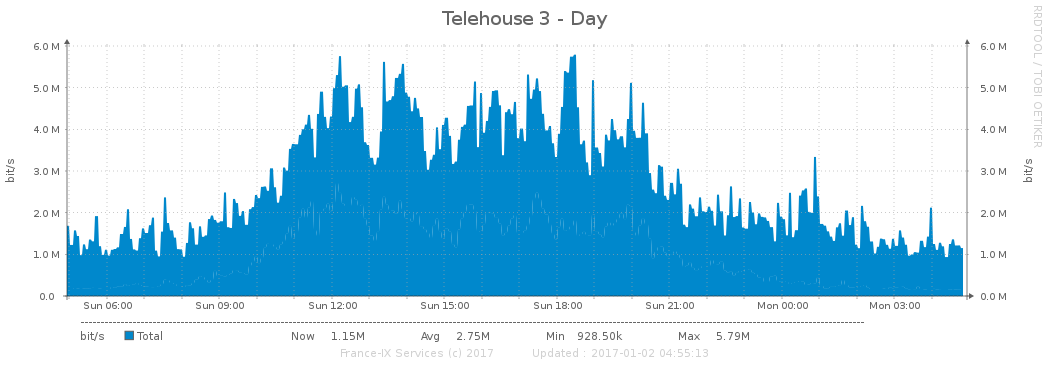 Telehouse 3 - Day
RRDTOOL / TOBI OETIKER
bit/s
6.0 M 6.0 M
5.0 M 5.0 M
4.0 M 4.0 M
3.0 M 3.0 M
2.0 M 2.0 M
1.0 M 1.0 M
0.0 0.0 M
bit/s
Sun 06:00 Sun 09:00 Sun 12:00 Sun 15:00 Sun 18:00 Sun 21:00 Mon 00:00 Mon 03:00
bit/s Total Now 1.15M Avg 2.75M Min 928.50k Max 5.79M
France-IX Services (c) 2017 Updated : 2017-01-02 04:55:13